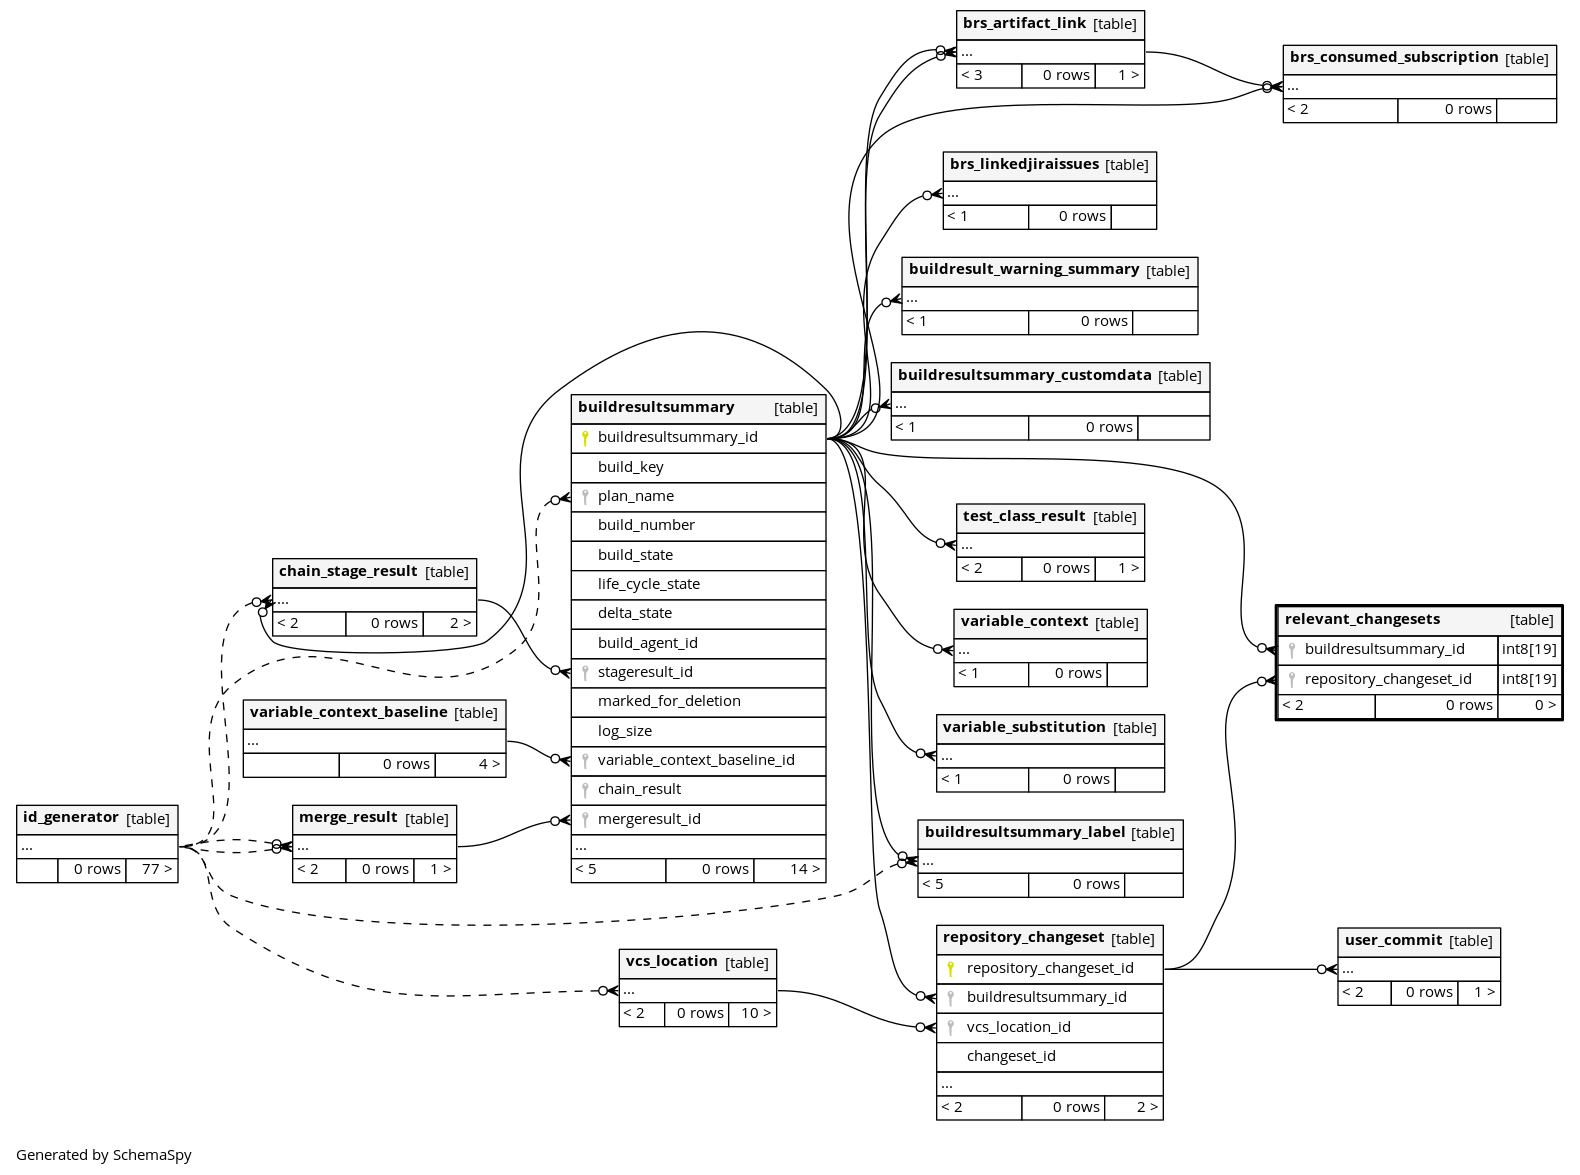 brs_artifact_link [table]
...
< 3 0 rows 1 >
brs_consumed_subscription [table]
...
< 2 0 rows
brs_linkedjiraissues [table]
...
< 1 0 rows
buildresult_warning_summary [table]
...
< 1 0 rows
buildresultsummary_customdata [table]
...
< 1 0 rows
buildresultsummary [table]
buildresultsummary_id
build_key
plan_name
build_number
build_state
life_cycle_state
delta_state
build_agent_id
stageresult_id
marked_for_deletion
log_size
variable_context_baseline_id
chain_result
mergeresult_id
...
< 5 0 rows 14 >
test_class_result [table]
...
< 2 0 rows 1 >
chain_stage_result [table]
...
< 2 0 rows 2 >
variable_context [table]
...
< 1 0 rows
relevant_changesets [table]
buildresultsummary_id int8[19]
repository_changeset_id int8[19]
< 2 0 rows 0 >
variable_context_baseline [table]
...
0 rows 4 >
variable_substitution [table]
...
< 1 0 rows
id_generator [table]
...
0 rows 77 >
merge_result [table]
...
< 2 0 rows 1 >
buildresultsummary_label [table]
...
< 5 0 rows
repository_changeset [table]
repository_changeset_id
buildresultsummary_id
vcs_location_id
changeset_id
...
< 2 0 rows 2 >
user_commit [table]
...
< 2 0 rows 1 >
vcs_location [table]
...
< 2 0 rows 10 >
Generated by SchemaSpy